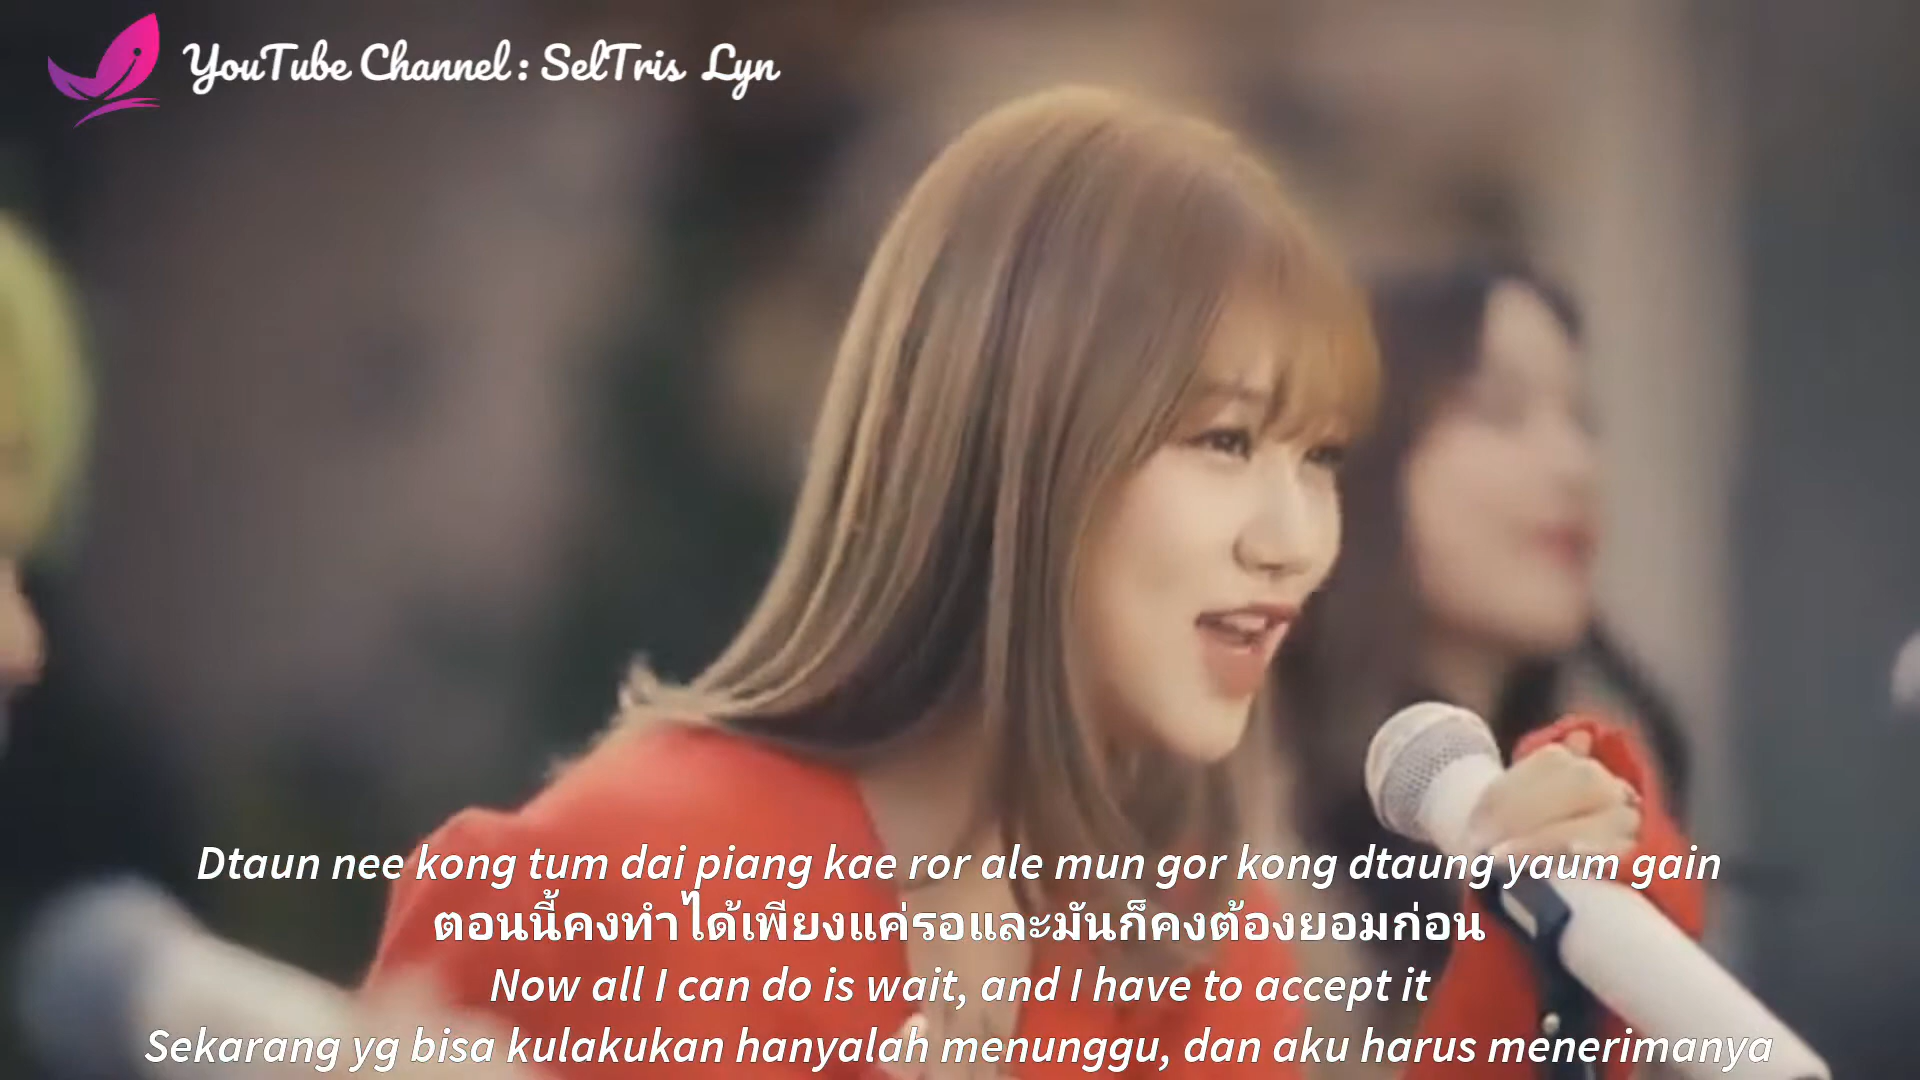 YouTube Channel : SelTris Lyn
Dtaun nee kong tum dai piang kae ror ale mun gor kong dtaung yaum gain
ตอนนี้คงทำได้เพียงแค่รอและมันก็คงต้องยอมก่อน
Now all I can do is wait, and I have to accept it
Sekarang yg bisa kulakukan hanyalah menunggu, dan aku harus menerimanya